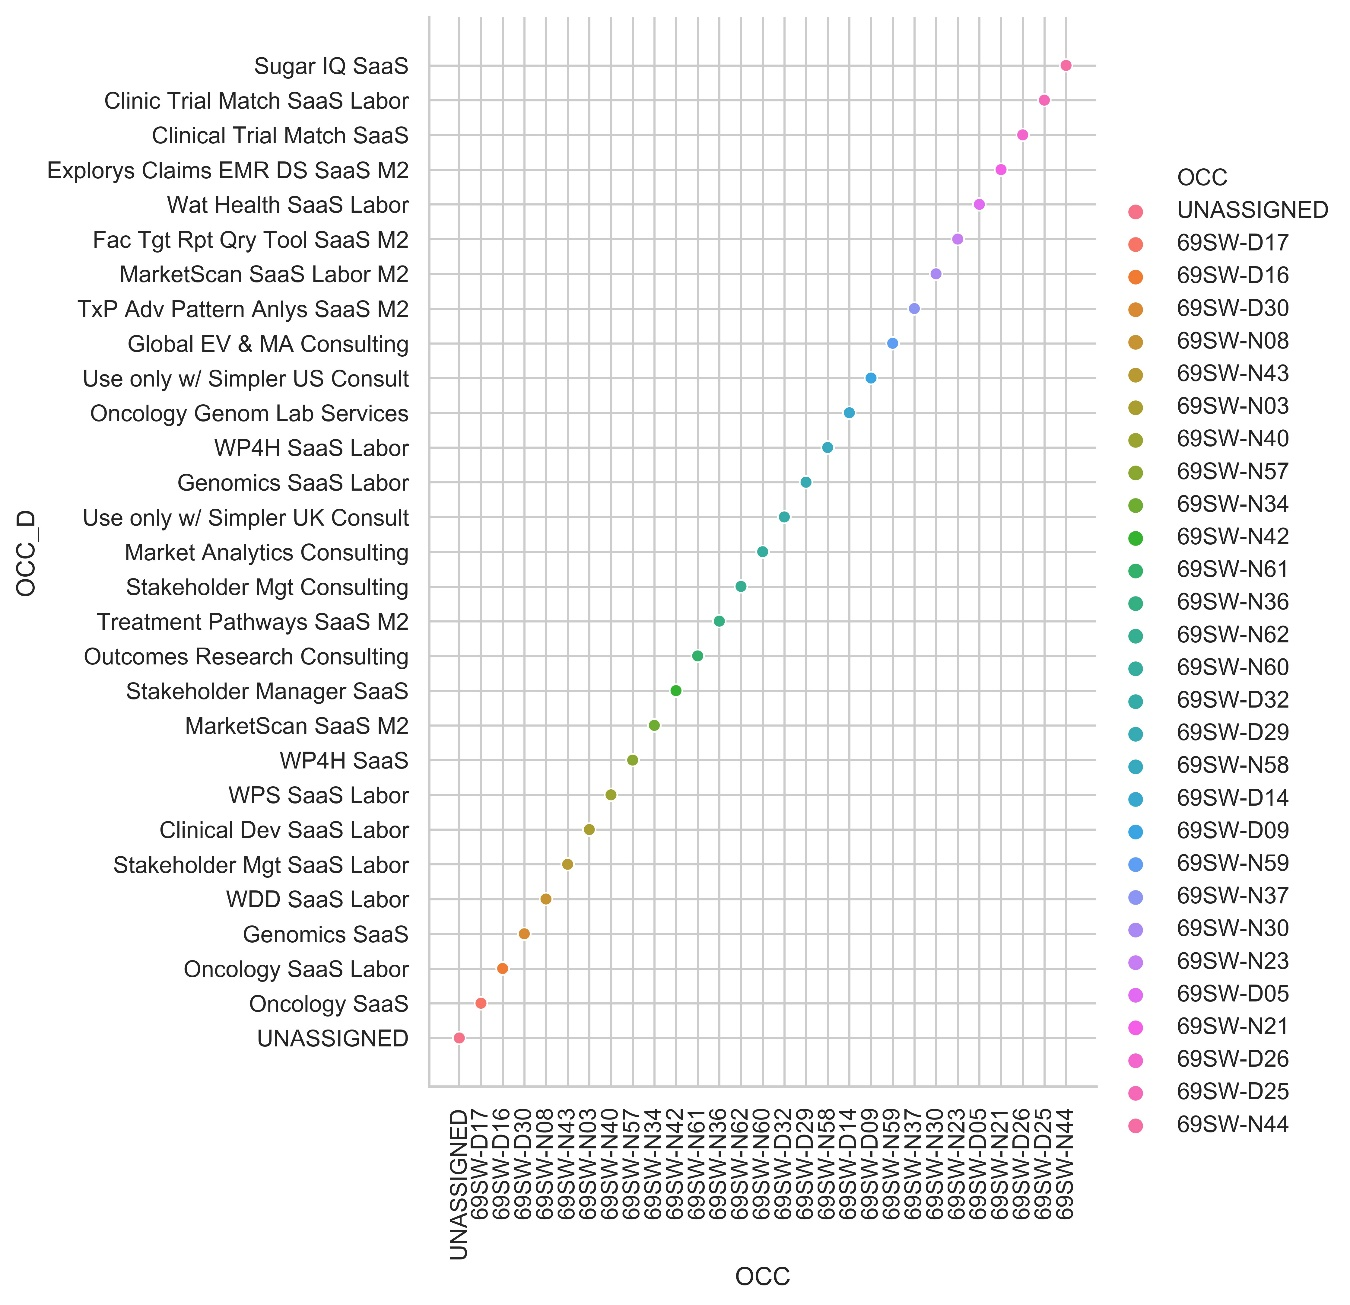 Sugar IQ SaaS
Clinic Trial Match SaaS Labor
Clinical Trial Match SaaS
Explorys Claims EMR DS SaaS M2
Wat Health SaaS Labor
Fac Tgt Rpt Qry Tool SaaS M2
MarketScan SaaS Labor M2
TxP Adv Pattern Anlys SaaS M2
Global EV & MA Consulting
Use only w/ Simpler US Consult
Oncology Genom Lab Services
WP4H SaaS Labor
Genomics SaaS Labor
Use only w/ Simpler UK Consult
Market Analytics Consulting
Stakeholder Mgt Consulting
Treatment Pathways SaaS M2
Outcomes Research Consulting
Stakeholder Manager SaaS
MarketScan SaaS M2
WP4H SaaS
WPS SaaS Labor
Clinical Dev SaaS Labor
Stakeholder Mgt SaaS Labor
WDD SaaS Labor
Genomics SaaS
Oncology SaaS Labor
Oncology SaaS
UNASSIGNED
OCC_D
UNASSIGNED
69SW-D17
69SW-D16
69SW-D30
69SW-N08
69SW-N43
69SW-N03
69SW-N40
69SW-N57
69SW-N34
69SW-N42
69SW-N61
69SW-N36
69SW-N62
69SW-N60
69SW-D32
69SW-D29
69SW-N58
69SW-D14
69SW-D09
69SW-N59
69SW-N37
69SW-N30
69SW-N23
69SW-D05
69SW-N21
69SW-D26
69SW-D25
69SW-N44
OCC
OCC
UNASSIGNED
69SW-D17
69SW-D16
69SW-D30
69SW-N08
69SW-N43
69SW-N03
69SW-N40
69SW-N57
69SW-N34
69SW-N42
69SW-N61
69SW-N36
69SW-N62
69SW-N60
69SW-D32
69SW-D29
69SW-N58
69SW-D14
69SW-D09
69SW-N59
69SW-N37
69SW-N30
69SW-N23
69SW-D05
69SW-N21
69SW-D26
69SW-D25
69SW-N44